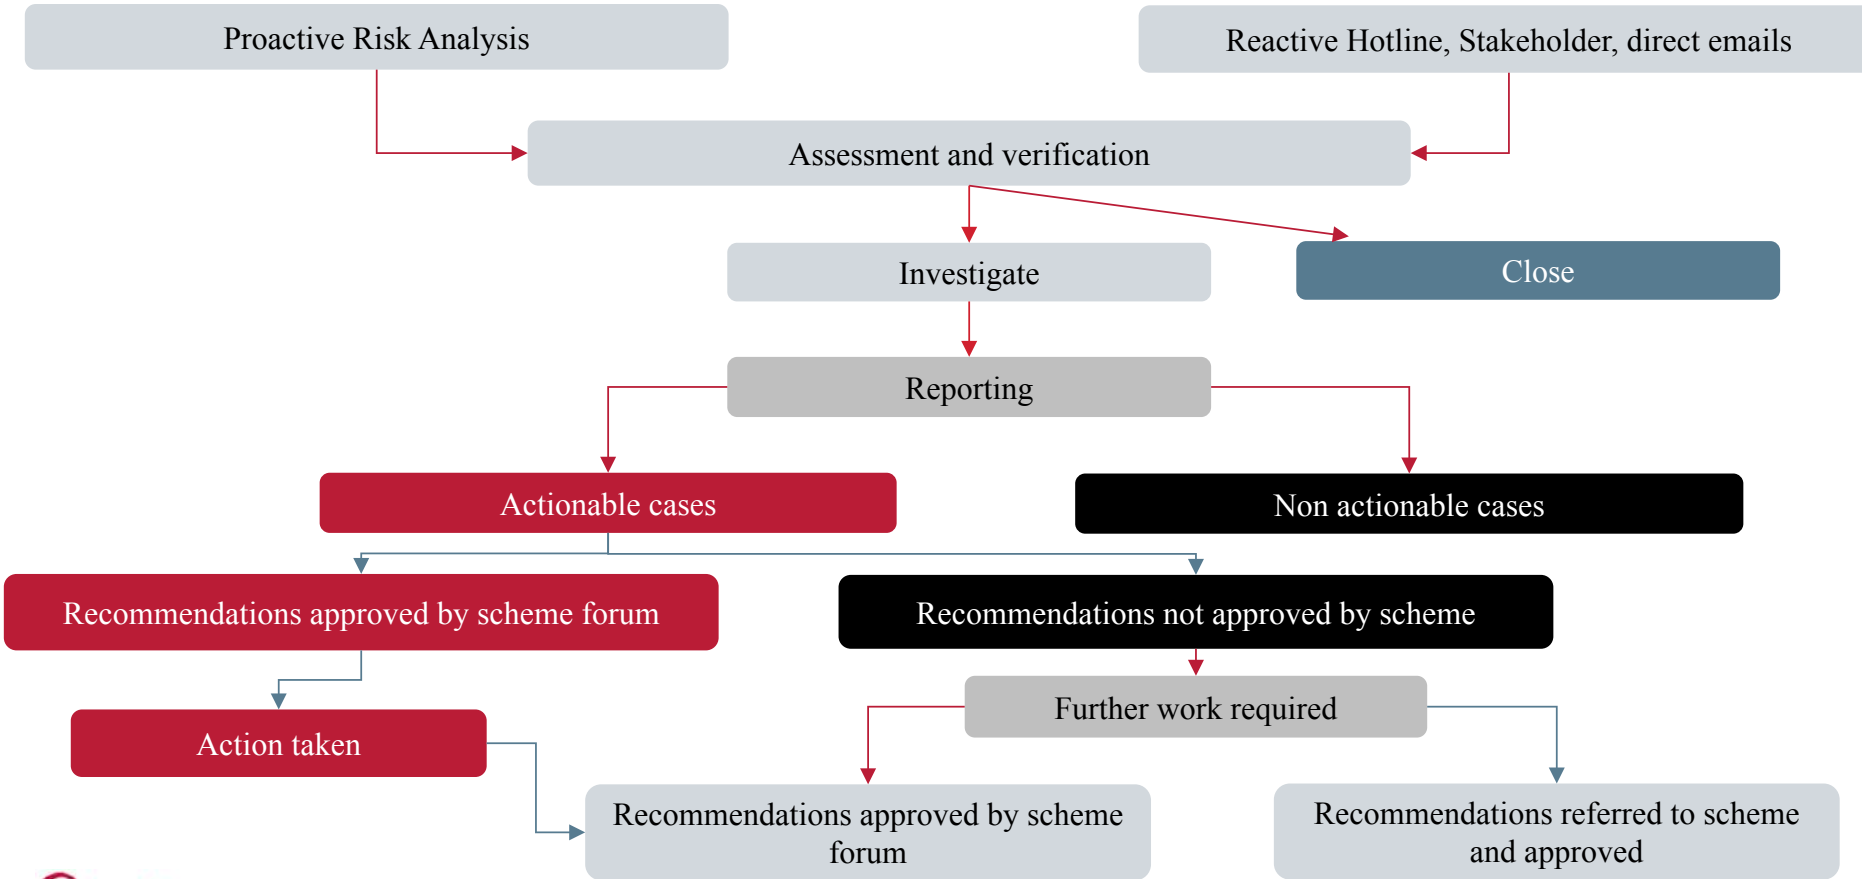 Proactive Risk Analysis
Reactive Hotline, Stakeholder, direct emails
Assessment and verification
Investigate
Close
Reporting
Actionable cases
Non actionable cases
Recommendations approved by scheme forum
Recommendations not approved by scheme
Further work required
Action taken
Recommendations approved by scheme
forum
Recommendations referred to scheme
and approved